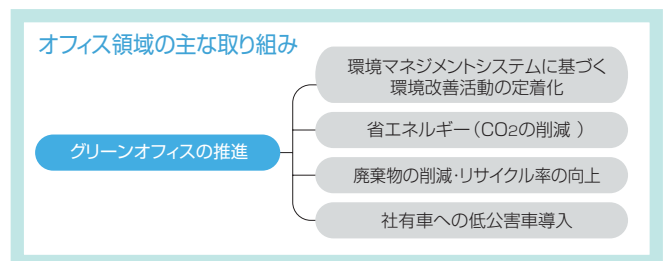 オフィス領域の主な取り組み
環境マネジメントシステムに基づく
環境改善活動の定着化
グリーンオフィスの推進
省エネルギー(CO2の削減 )
廃棄物の削減・リサイクル率の向上
社有車への低公害車導入